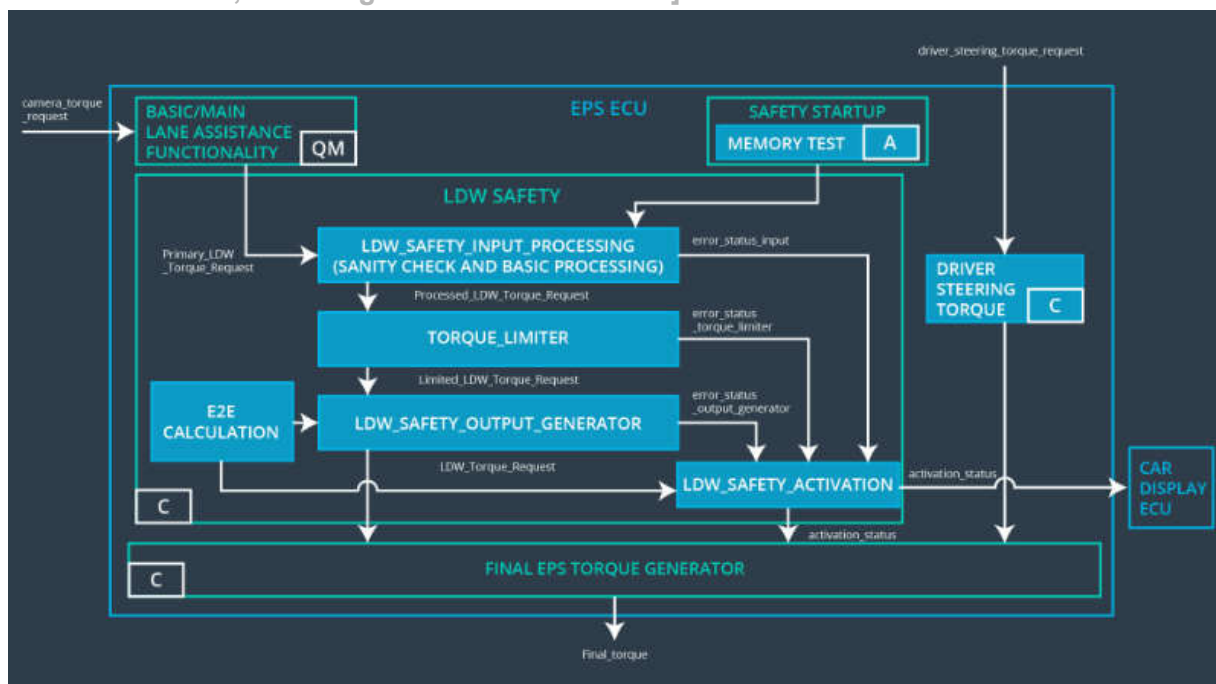 driver_steering_torque_request
camera_torque
_request
BASIC/MAIN
LANE ASSISTANCE
FUNCTIONALITY
QM
EPS ECU
SAFETY STARTUP
MEMORY TEST
A
LDW SAFETY
Primary_LDW
_Torque_Request
LDW_SAFETY_INPUT_PROCESSING
(SANITY CHECK AND BASIC PROCESSING)
error_status_input
DRIVER
STEERING
TORQUE
C
Processed_LDW_Torque_Request
TORQUE_LIMITER
error_status
_torque_limiter
Limited_LDW_Torque_Request
E2E
CALCULATION
LDW_SAFETY_OUTPUT_GENERATOR
error_status
_output_generator
LDW_Torque_Request
LDW_SAFETY_ACTIVATION
activation_status
CAR
DISPLAY
ECU
C
activation_status
C
FINAL EPS TORQUE GENERATOR
Final_torque